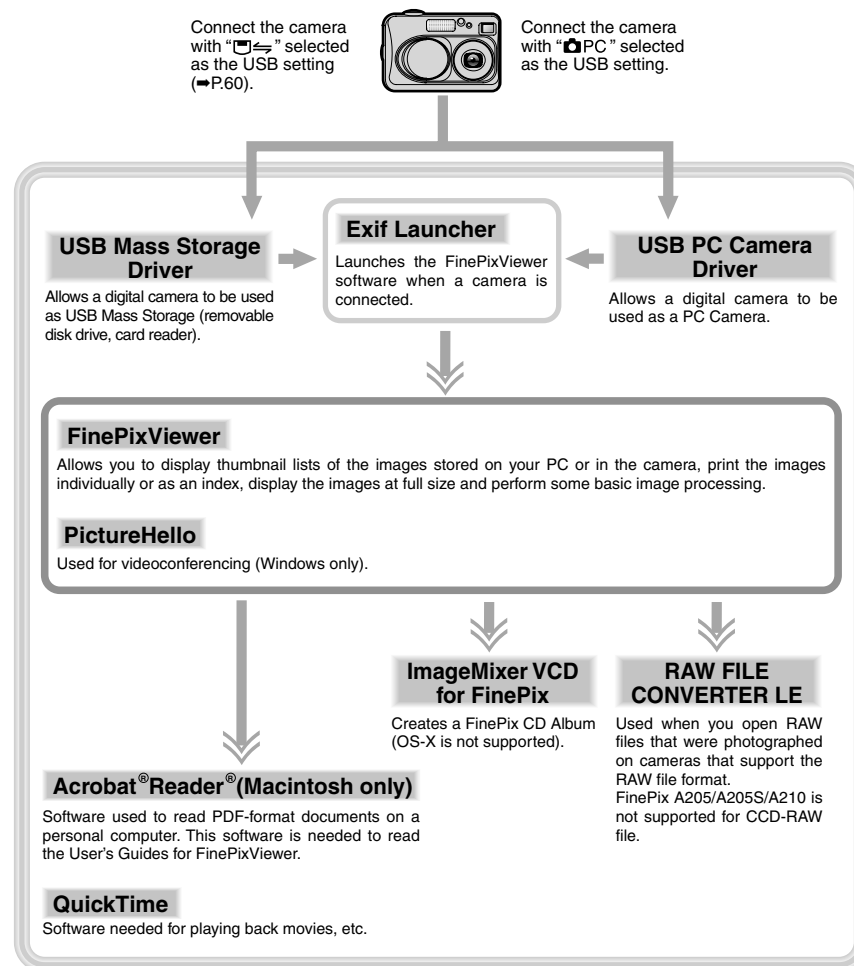 Connect the camera
with “ ” selected
as the USB setting
(➡P.60).
Connect the camera
with “ PC” selected
as the USB setting.
USB Mass Storage
Driver
Allows a digital camera to be used
as USB Mass Storage (removable
disk drive, card reader).
Exif Launcher
Launches the FinePixViewer
software when a camera is
connected.
USB PC Camera
Driver
Allows a digital camera to be
used as a PC Camera.
FinePixViewer
Allows you to display thumbnail lists of the images stored on your PC or in the camera, print the images
individually or as an index, display the images at full size and perform some basic image processing.
PictureHello
Used for videoconferencing (Windows only).
ImageMixer VCD
for FinePix
Creates a FinePix CD Album
(OS-X is not supported).
RAW FILE
CONVERTER LE
Used when you open RAW
files that were photographed
on cameras that support the
RAW file format.
FinePix A205/A205S/A210 is
not supported for CCD-RAW
file.
Acrobat®Reader®(Macintosh only)
Software used to read PDF-format documents on a
personal computer. This software is needed to read
the User’s Guides for FinePixViewer.
QuickTime
Software needed for playing back movies, etc.